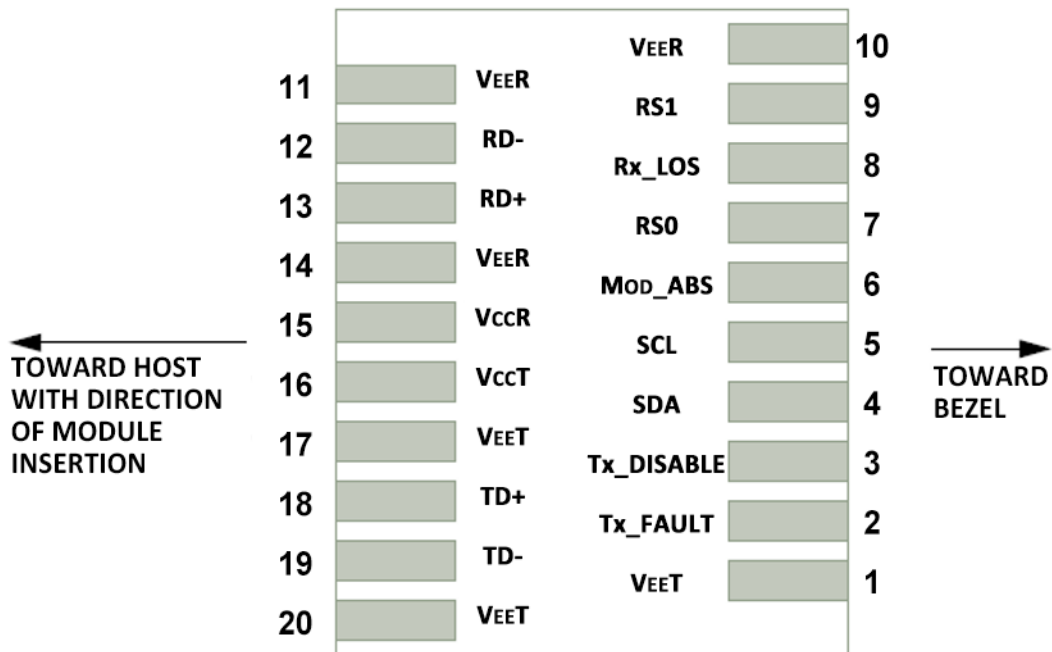 VEER 10
11 VEER
RS1 9
12 RD-
Rx_LOS 8
13 RD+
RS0 7
14 VEER
MOD_ABS 6
15 VCCR
SCL 5
16 VCCT
SDA 4
17 VEET
Tx_DISABLE 3
18 TD+
Tx_FAULT 2
19 TD-
VEET 1
20 VEET
TOWARD HOST
WITH DIRECTION
OF MODULE
INSERTION
TOWARD
BEZEL